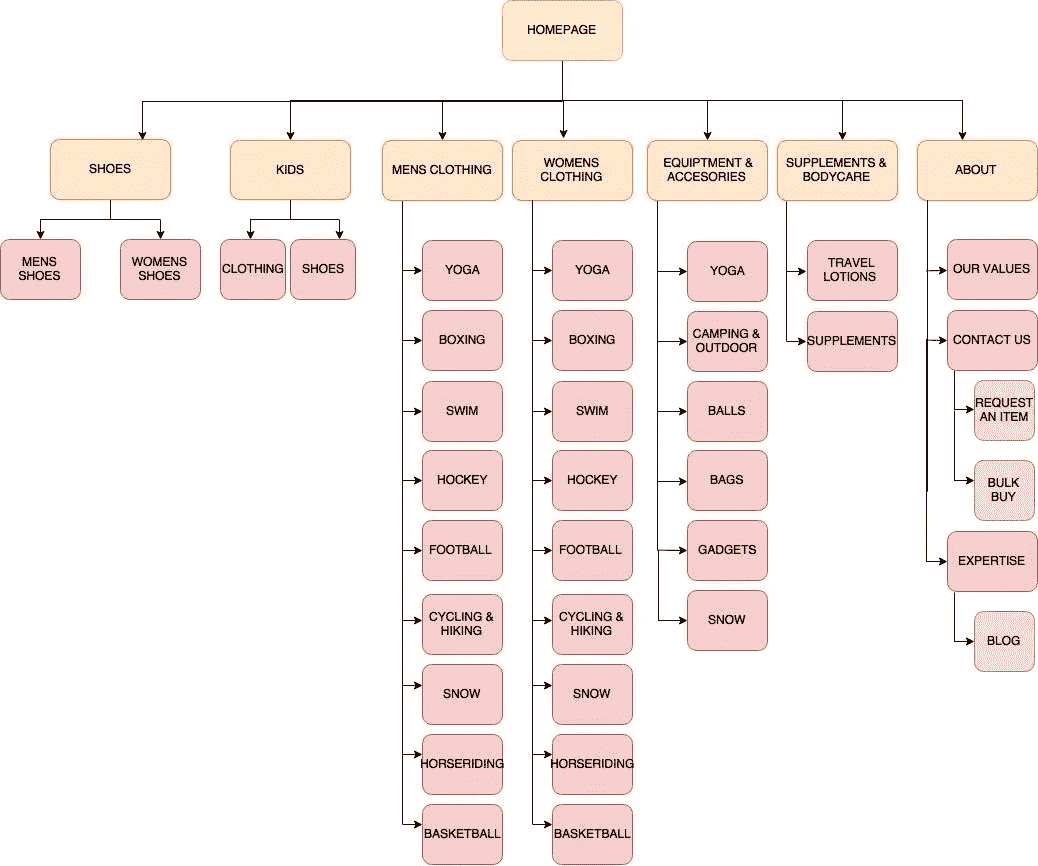 HOMEPAGE
SHOES
KIDS
MENS CLOTHING
WOMENS
CLOTHING
EQUIPTMENT &
ACCESORIES
SUPPLEMENTS &
BODYCARE
ABOUT
MENS
SHOES
WOMENS
SHOES
CLOTHING
SHOES
YOGA
BOXING
SWIM
HOCKEY
FOOTBALL
CYCLING &
HIKING
SNOW
HORSERIDING
BASKETBALL
YOGA
BOXING
SWIM
HOCKEY
FOOTBALL
CYCLING &
HIKING
SNOW
HORSERIDING
BASKETBALL
YOGA
CAMPING &
OUTDOOR
BALLS
BAGS
GADGETS
SNOW
TRAVEL
LOTIONS
SUPPLEMENTS
OUR VALUES
CONTACT US
REQUEST
AN ITEM
BULK
BUY
EXPERTISE
BLOG